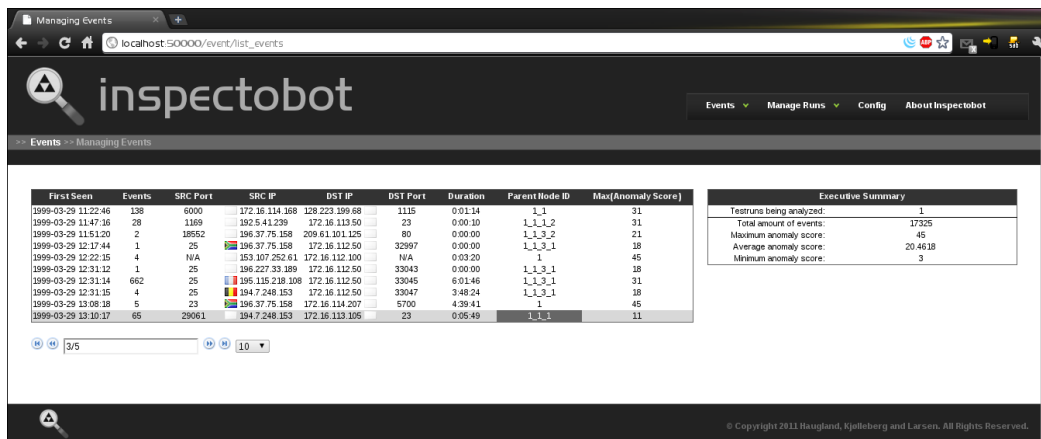 Managing Events
localhost:50000/event/list_events
inspectobot
Events Manage Runs Config About Inspectobot
>> Events >> Managing Events
First Seen Events SRC Port SRC IP DST IP DST Port Duration Parent Node ID Max(Anomaly Score)
1999-03-29 11:22:46 138 6000 172.16.114.168 128.223.199.68 1115 0:01:14 1_1 31
1999-03-29 11:47:16 28 1169 192.5.41.239 172.16.113.50 23 0:00:10 1_1_1_2 31
1999-03-29 11:51:20 2 18552 196.37.75.158 209.61.101.125 80 0:00:00 1_1_3_2 21
1999-03-29 12:17:44 1 25 196.37.75.158 172.16.112.50 32997 0:00:00 1_1_3_1 18
1999-03-29 12:22:15 4 N/A 153.107.252.61 172.16.112.100 N/A 0:03:20 1 45
1999-03-29 12:31:12 1 25 196.227.33.189 172.16.112.50 33043 0:00:00 1_1_3_1 18
1999-03-29 12:31:14 662 25 195.115.218.108 172.16.112.50 33045 6:01:46 1_1_3_1 31
1999-03-29 12:31:15 4 25 194.7.248.153 172.16.112.50 33047 3:48:24 1_1_3_1 18
1999-03-29 13:08:18 5 23 196.37.75.158 172.16.114.207 5700 4:39:41 1 45
1999-03-29 13:10:17 65 29061 194.7.248.153 172.16.113.105 23 0:05:49 1_1_1 11
Executive Summary
Testruns being analyzed: 1
Total amount of events: 17325
Maximum anomaly score: 45
Average anomaly score: 20.4618
Minimum anomaly score: 3
3/5 10
© Copyright 2011 Haugland, Kjølleberg and Larsen. All Rights Reserved.